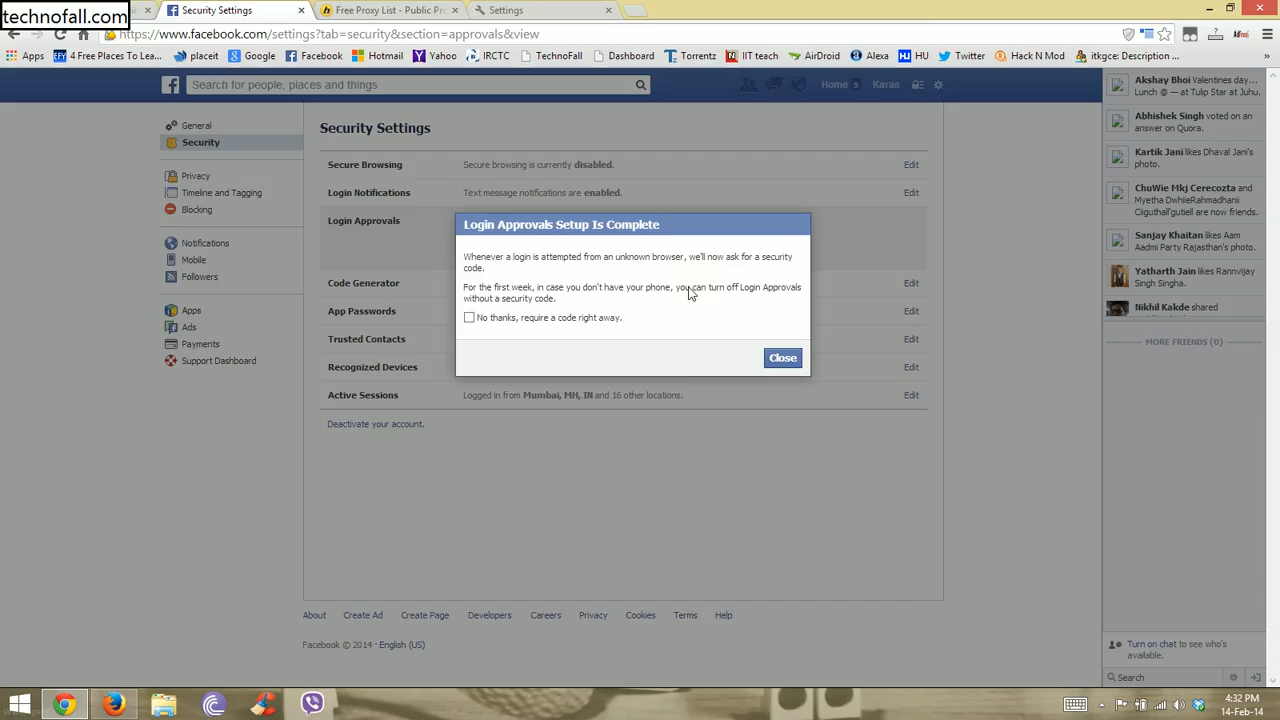 technofall.com
Security Settings
Free Proxy List - Public Pr
Settings
https://www.facebook.com/settings?tab=security&section=approvals&view
Apps
4 Free Places To Lea...
placeit
Google
Facebook
Hotmail
Yahoo
IRCTC
TechnoFall
Dashboard
Torrentz
IIT teach
AirDroid
Alexa
HU
Twitter
Hack N Mod
itkgce: Designing D...
Search for people, places and things
Home
Karan
General
Security
Privacy
Timeline and Tagging
Blocking
Notifications
Mobile
Followers
Apps
Ads
Payments
Support Dashboard
Security Settings
Secure Browsing Secure browsing is currently disabled. Edit
Login Notifications Text message notifications are enabled. Edit
Login Approvals
Code Generator Edit
App Passwords Edit
Trusted Contacts Edit
Recognized Devices Edit
Active Sessions Logged in from Mumbai, MH, IN and 16 other locations. Edit
Deactivate your account.
Login Approvals Setup Is Complete
Whenever a login is attempted from an unknown browser, we'll now ask for a security
code.
For the first week, in case you don't have your phone, you can turn off Login Approvals
without a security code.
No thanks, require a code right away.
Close
Akshay Bhoi Valentines day...
Lunch @ — at Tulip Star at Juhu.
Abhishek Singh voted on an
answer on Quora.
Kartik Jani likes Dhaval Jani's
photo.
ChuWie Mkj Cerecozta and
Myetha DwhiieRahmadhanii
Ciiguthall'gutiell are now friends.
Sanjay Khaitan likes Aam
Aadmi Party Rajasthan's photo.
Yatharth Jain likes Rannvijay
Singh Singha.
Nikhil Kakde shared
MORE FRIENDS (0)
Turn on chat to see who's
available.
Search
About Create Ad Create Page Developers Careers Privacy Cookies Terms Help
Facebook © 2014 · English (US)
4:32 PM
14-Feb-14